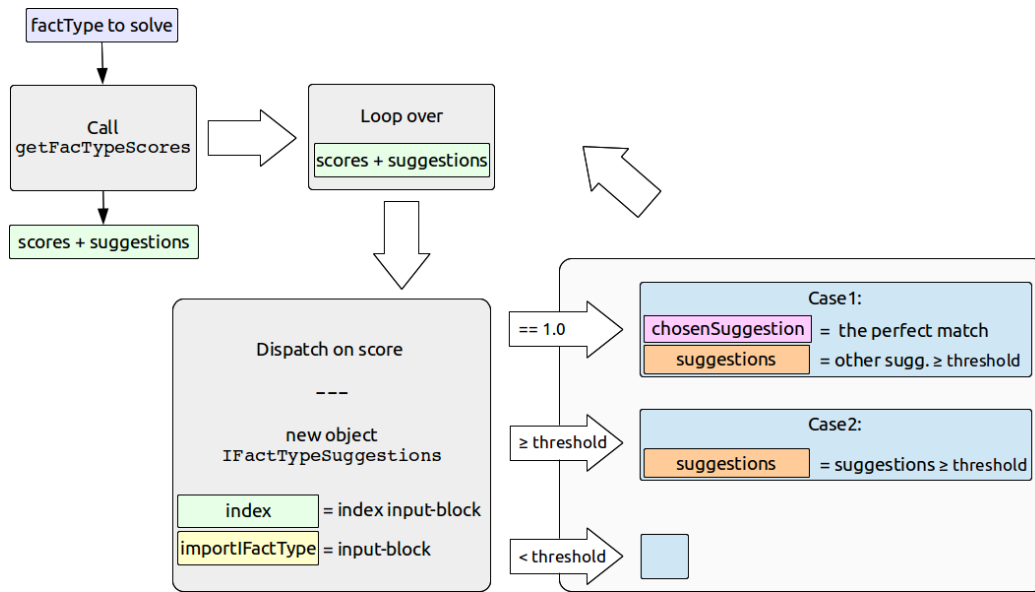 factType to solve
Call
getFacTypeScores
scores + suggestions
Loop over
scores + suggestions
Dispatch on score
---
new object
IFactTypeSuggestions
index = index input-block
importIFactType = input-block
== 1.0
≥ threshold
< threshold
Case1:
chosenSuggestion = the perfect match
suggestions = other sugg. ≥ threshold
Case2:
suggestions = suggestions ≥ threshold